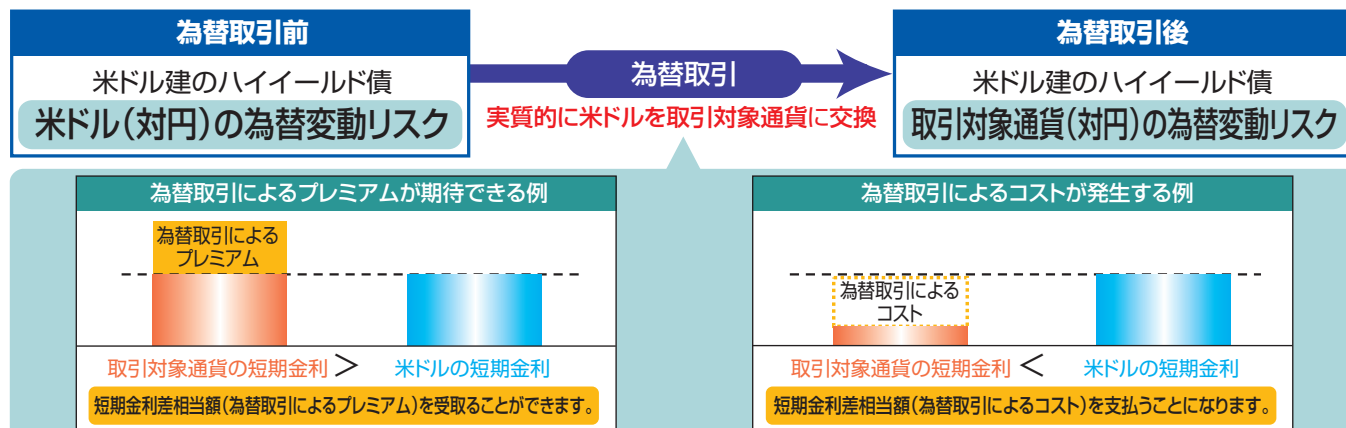 為替取引前
米ドル建のハイイールド債
米ドル(対円)の為替変動リスク
為替取引
実質的に米ドルを取引対象通貨に交換
為替取引後
米ドル建のハイイールド債
取引対象通貨(対円)の為替変動リスク
為替取引によるプレミアムが期待できる例
為替取引による
プレミアム
取引対象通貨の短期金利 > 米ドルの短期金利
短期金利差相当額(為替取引によるプレミアム)を受取ることができます。
為替取引によるコストが発生する例
為替取引による
コスト
取引対象通貨の短期金利 < 米ドルの短期金利
短期金利差相当額(為替取引によるコスト)を支払うことになります。